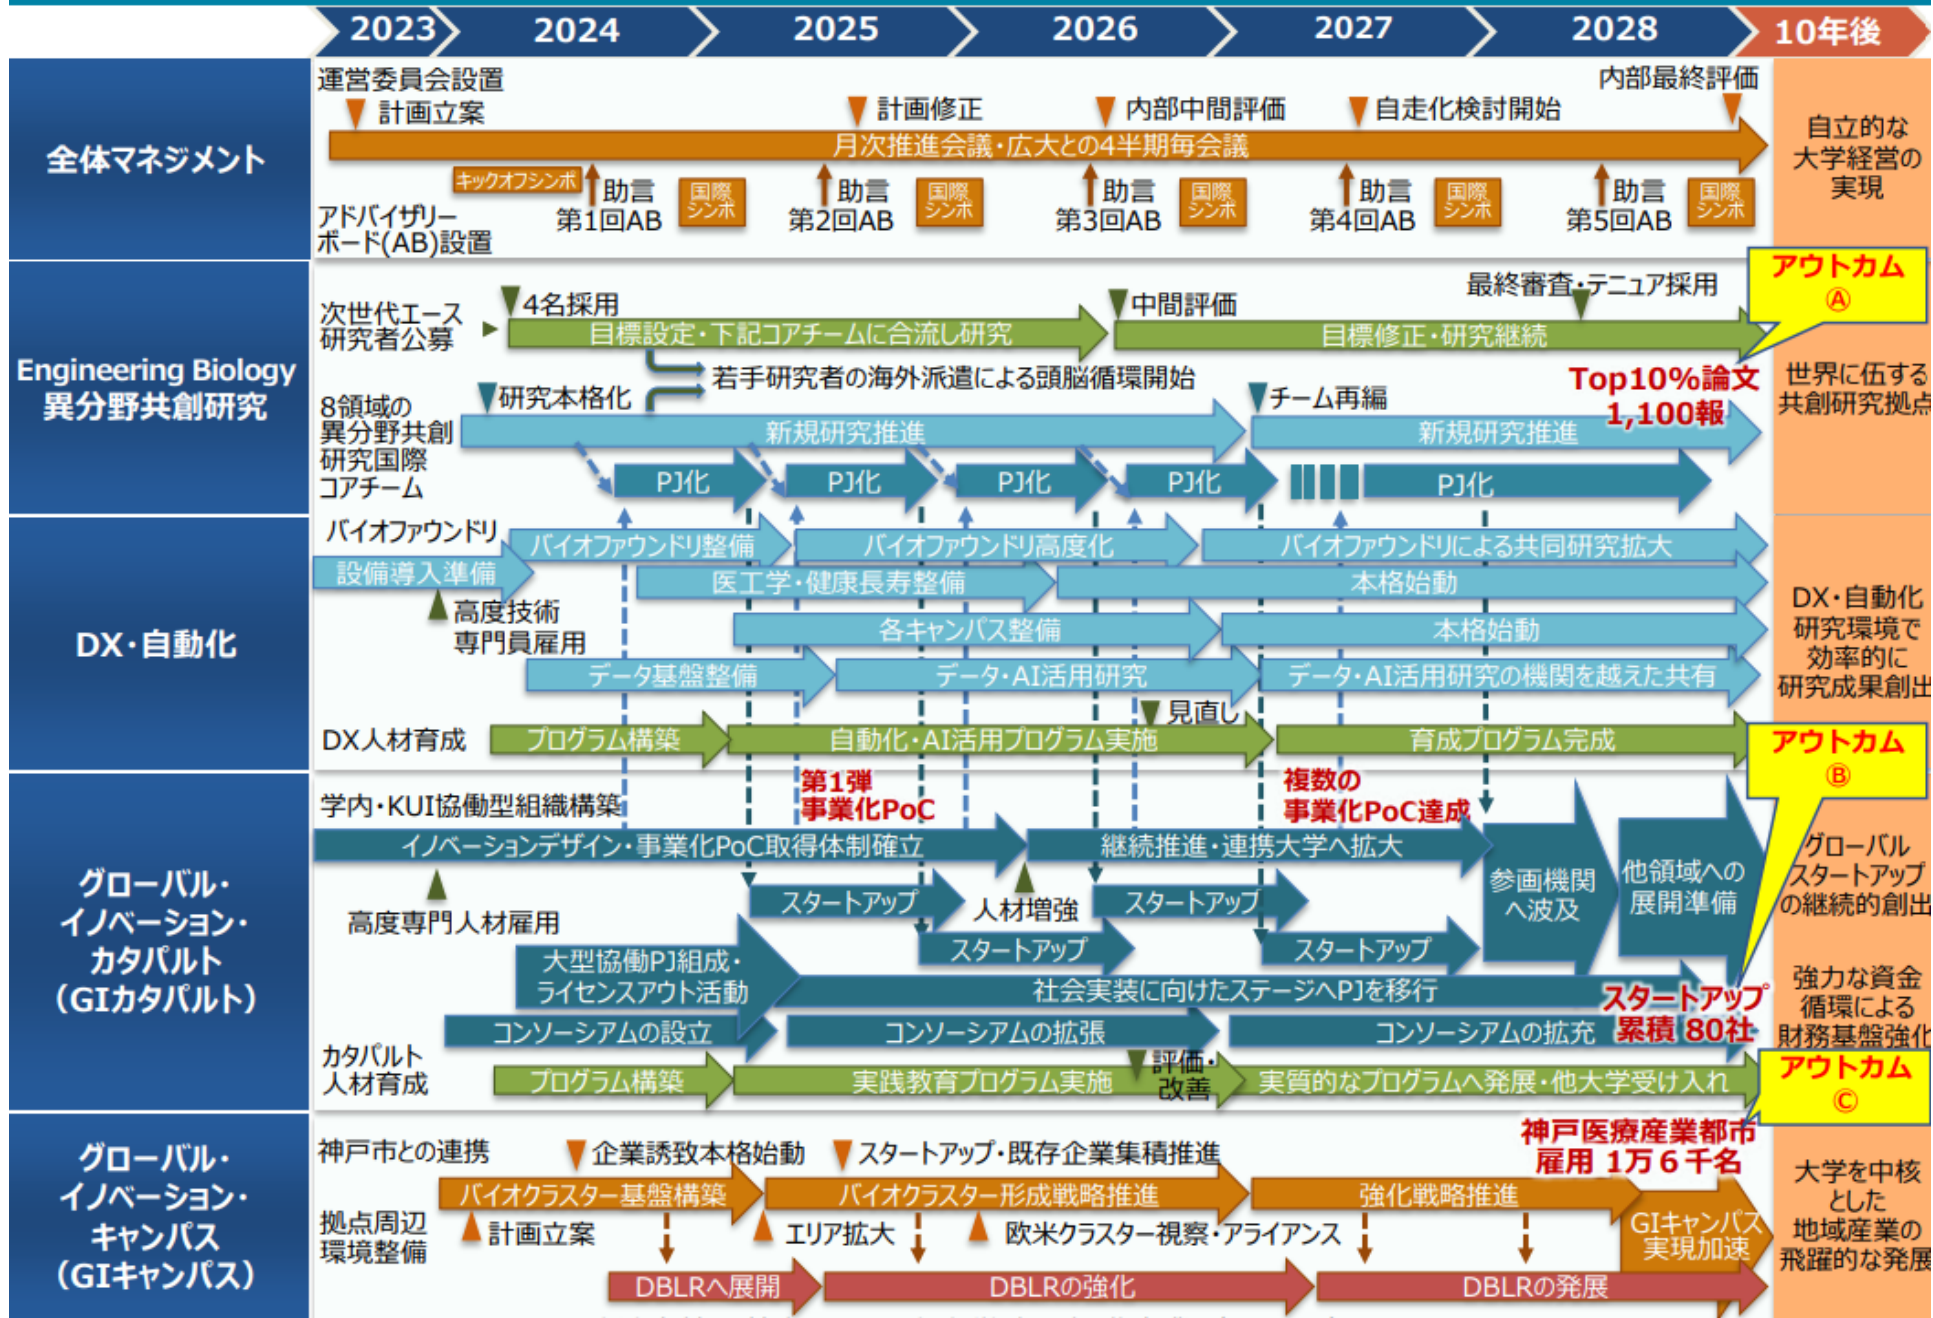 2023
2024
2025
2026
2027
2028
10年後
全体マネジメント
運営委員会設置
計画立案
計画修正
内部中間評価
自走化検討開始
内部最終評価
月次推進会議・広大との4半期毎会議
キックオフシンポ
助言
第1回AB
国際
シンポ
助言
第2回AB
国際
シンポ
助言
第3回AB
国際
シンポ
助言
第4回AB
国際
シンポ
助言
第5回AB
国際
シンポ
アドバイザリー
ボード(AB)設置
自立的な
大学経営の
実現
Engineering Biology
異分野共創研究
次世代エース
研究者公募
4名採用
中間評価
最終審査・テニュア採用
目標設定・下記コアチームに合流し研究
目標修正・研究継続
若手研究者の海外派遣による頭脳循環開始
アウトカム
Ⓐ
8領域の
異分野共創
研究国際
コアチーム
研究本格化
チーム再編
Top10%論文
1,100報
新規研究推進
新規研究推進
PJ化
PJ化
PJ化
PJ化
PJ化
世界に伍する
共創研究拠点
DX・自動化
バイオファウンドリ
バイオファウンドリ整備
バイオファウンドリ高度化
バイオファウンドリによる共同研究拡大
設備導入準備
医工学・健康長寿整備
本格始動
高度技術
専門員雇用
各キャンパス整備
本格始動
データ基盤整備
データ・AI活用研究
データ・AI活用研究の機関を越えた共有
見直し
DX人材育成
プログラム構築
自動化・AI活用プログラム実施
育成プログラム完成
DX・自動化
研究環境で
効率的に
研究成果創出
アウトカム
Ⓑ
グローバル・
イノベーション・
カタパルト
（GIカタパルト）
学内・KUI協働型組織構築
第1弾
事業化PoC
複数の
事業化PoC達成
イノベーションデザイン・事業化PoC取得体制確立
継続推進・連携大学へ拡大
高度専門人材雇用
スタートアップ
人材増強
スタートアップ
スタートアップ
スタートアップ
参画機関
へ波及
他領域への
展開準備
大型協働PJ組成・
ライセンスアウト活動
社会実装に向けたステージへPJを移行
スタートアップ
累積 80社
コンソーシアムの設立
コンソーシアムの拡張
コンソーシアムの拡充
カタパルト
人材育成
プログラム構築
実践教育プログラム実施
評価・
改善
実質的なプログラムへ発展・他大学受け入れ
グローバル
スタートアップ
の継続的創出
強力な資金
循環による
財務基盤強化
アウトカム
Ⓒ
グローバル・
イノベーション・
キャンパス
（GIキャンパス）
神戸市との連携
企業誘致本格始動
スタートアップ・既存企業集積推進
神戸医療産業都市
雇用 1万６千名
バイオクラスター基盤構築
バイオクラスター形成戦略推進
強化戦略推進
拠点周辺
環境整備
計画立案
エリア拡大
欧米クラスター視察・アライアンス
GIキャンパス
実現加速
DBLRへ展開
DBLRの強化
DBLRの発展
大学を中核
とした
地域産業の
飛躍的な発展